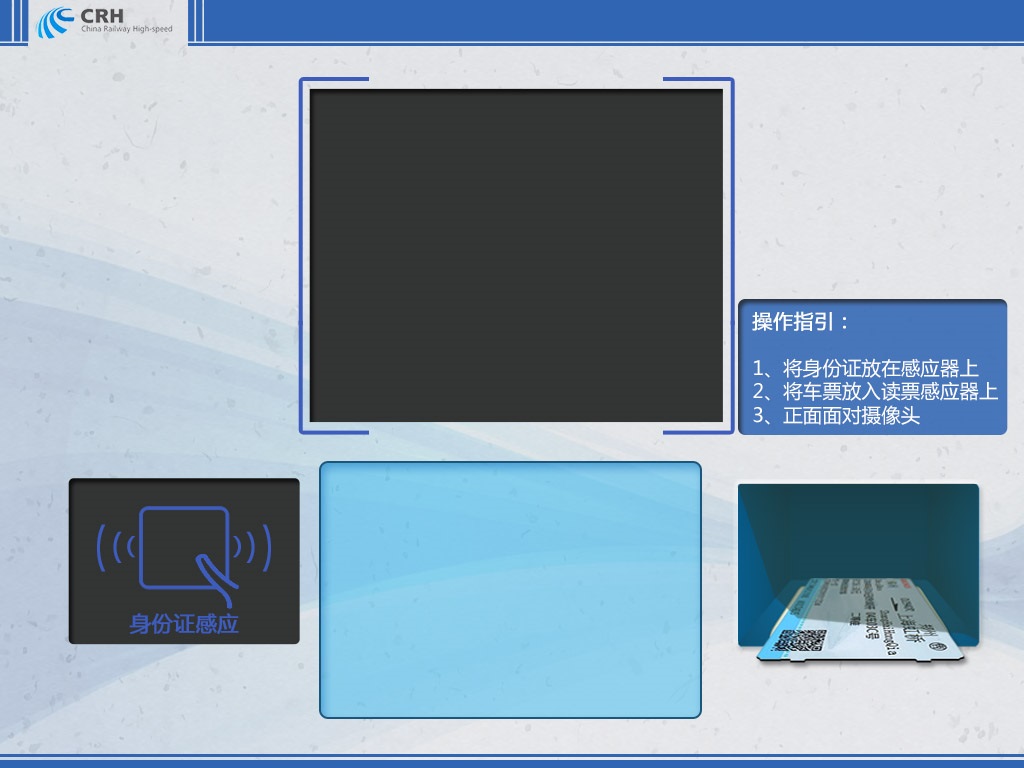 CRH
China Railway High-speed
操作指引：
1、将身份证放在感应器上
2、将车票放入读票感应器上
3、正面面对摄像头
身份证感应